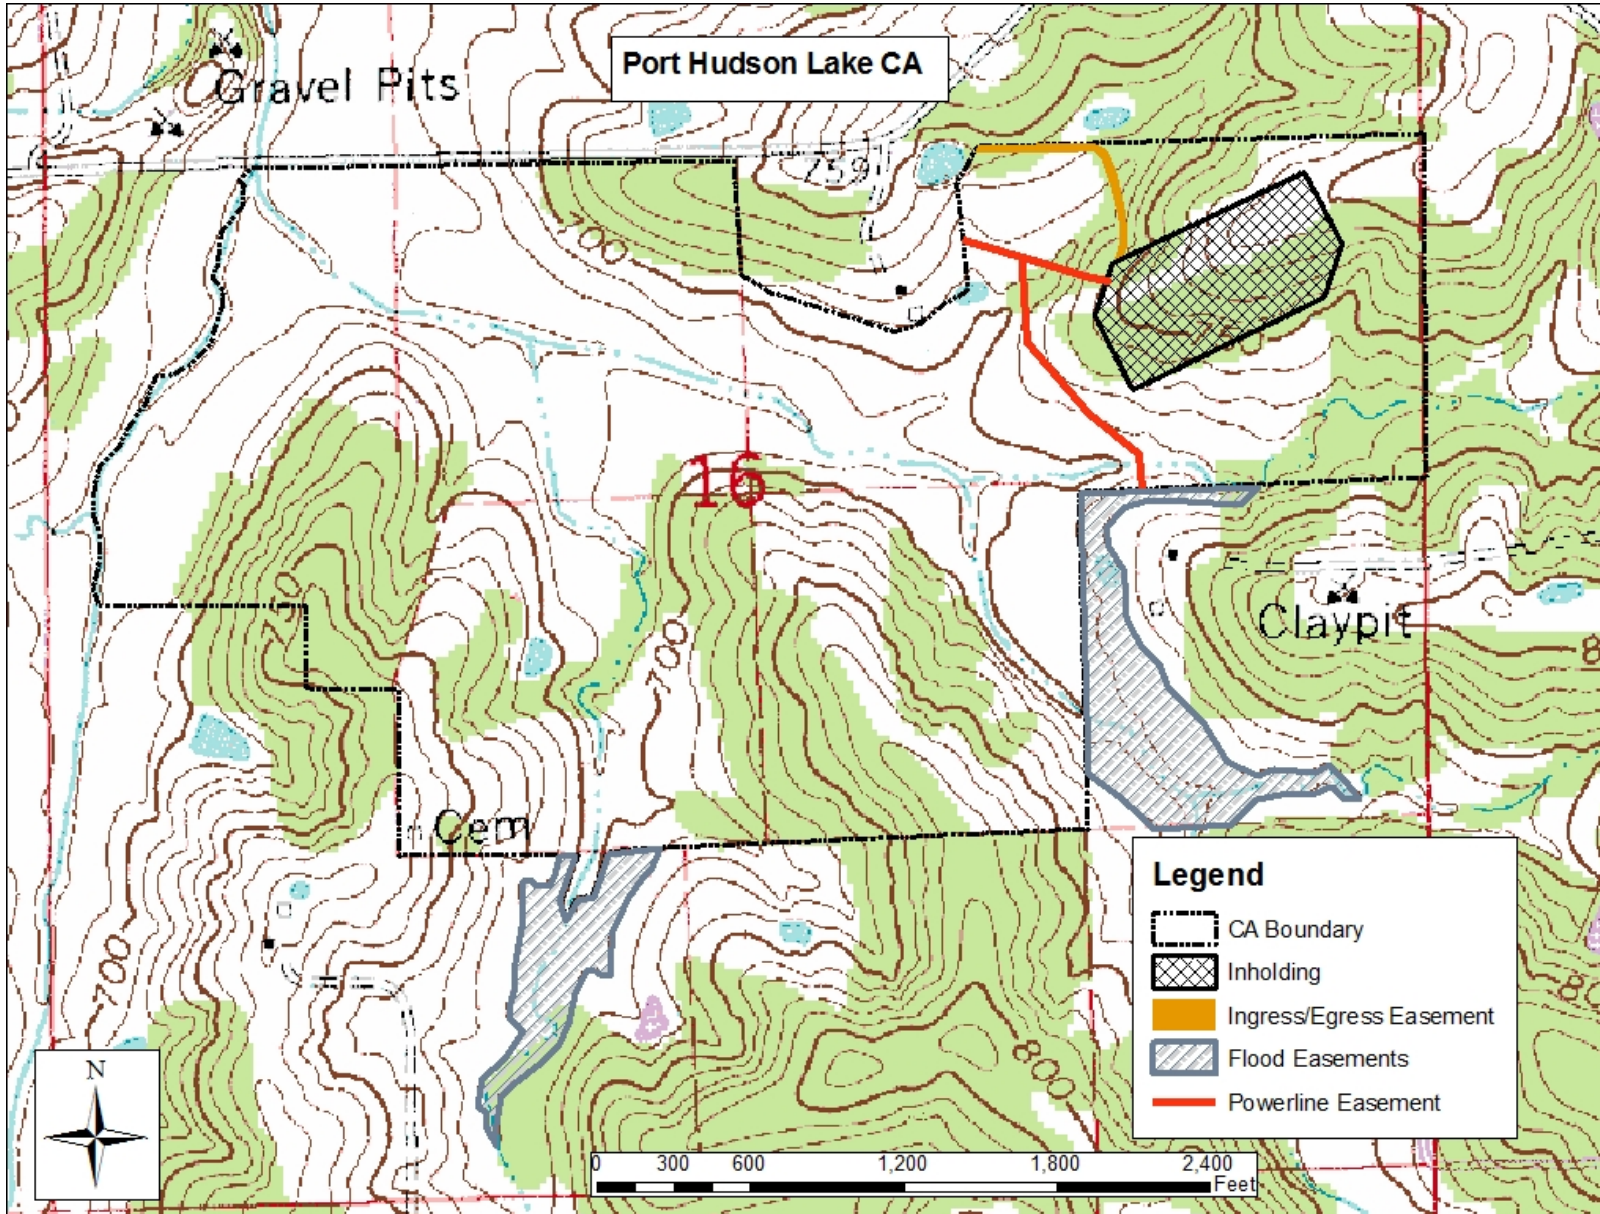 Port Hudson Lake CA
Gravel Pits
759
700
16
Claypit
700
Cem
700
800
Legend
CA Boundary
Inholding
Ingress/Egress Easement
Flood Easements
Powerline Easement
N
0 300 600 1,200 1,800 2,400
Feet